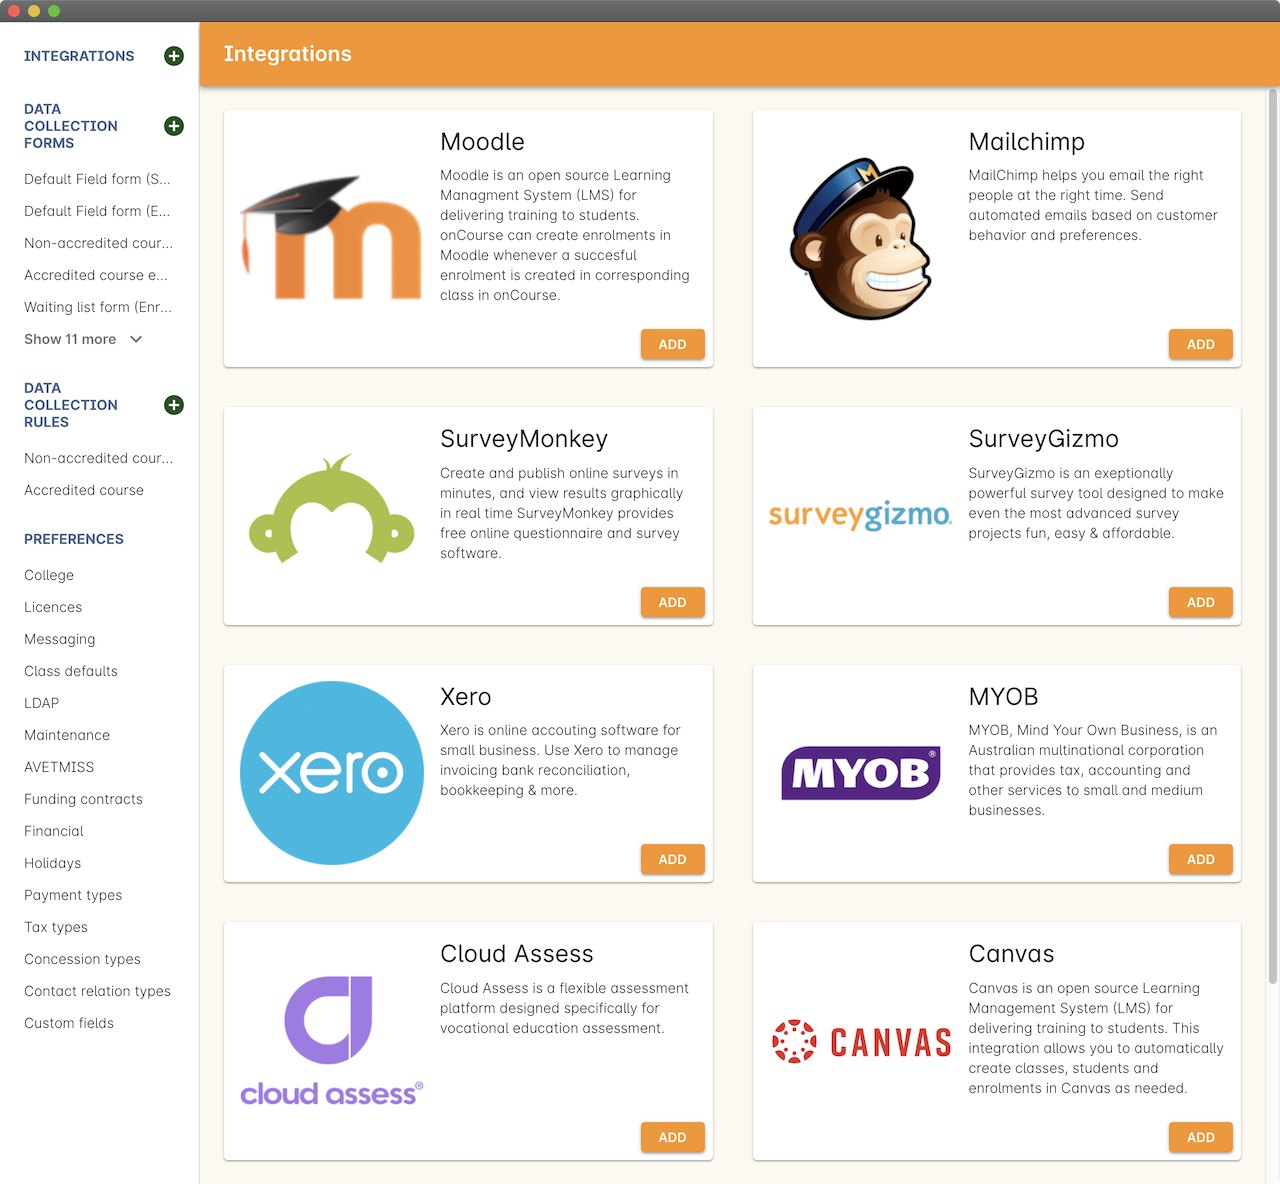 INTEGRATIONS
DATA
COLLECTION
FORMS
Default Field form (S...
Default Field form (E...
Non-accredited cour...
Accredited course e...
Waiting list form (Enr...
Show 11 more
DATA
COLLECTION
RULES
Non-accredited cour...
Accredited course
PREFERENCES
College
Licences
Messaging
Class defaults
LDAP
Maintenance
AVETMISS
Funding contracts
Financial
Holidays
Payment types
Tax types
Concession types
Contact relation types
Custom fields
Integrations
m
Moodle
Moodle is an open source Learning
Managment System (LMS) for
delivering training to students.
onCourse can create enrolments in
Moodle whenever a succesful
enrolment is created in corresponding
class in onCourse.
ADD
M
Mailchimp
MailChimp helps you email the right
people at the right time. Send
automated emails based on customer
behavior and preferences.
ADD
SurveyMonkey
Create and publish online surveys in
minutes, and view results graphically
in real time SurveyMonkey provides
free online questionnaire and survey
software.
ADD
surveygizmo.
SurveyGizmo
SurveyGizmo is an exeptionally
powerful survey tool designed to make
even the most advanced survey
projects fun, easy & affordable.
ADD
xero
Xero
Xero is online accouting software for
small business. Use Xero to manage
invoicing bank reconciliation,
bookkeeping & more.
ADD
MYOB®
MYOB
MYOB, Mind Your Own Business, is an
Australian multinational corporation
that provides tax, accounting and
other services to small and medium
businesses.
ADD
cloud assess®
Cloud Assess
Cloud Assess is a flexible assessment
platform designed specifically for
vocational education assessment.
ADD
CANVAS
Canvas
Canvas is an open source Learning
Management System (LMS) for
delivering training to students. This
integration allows you to automatically
create classes, students and
enrolments in Canvas as needed.
ADD